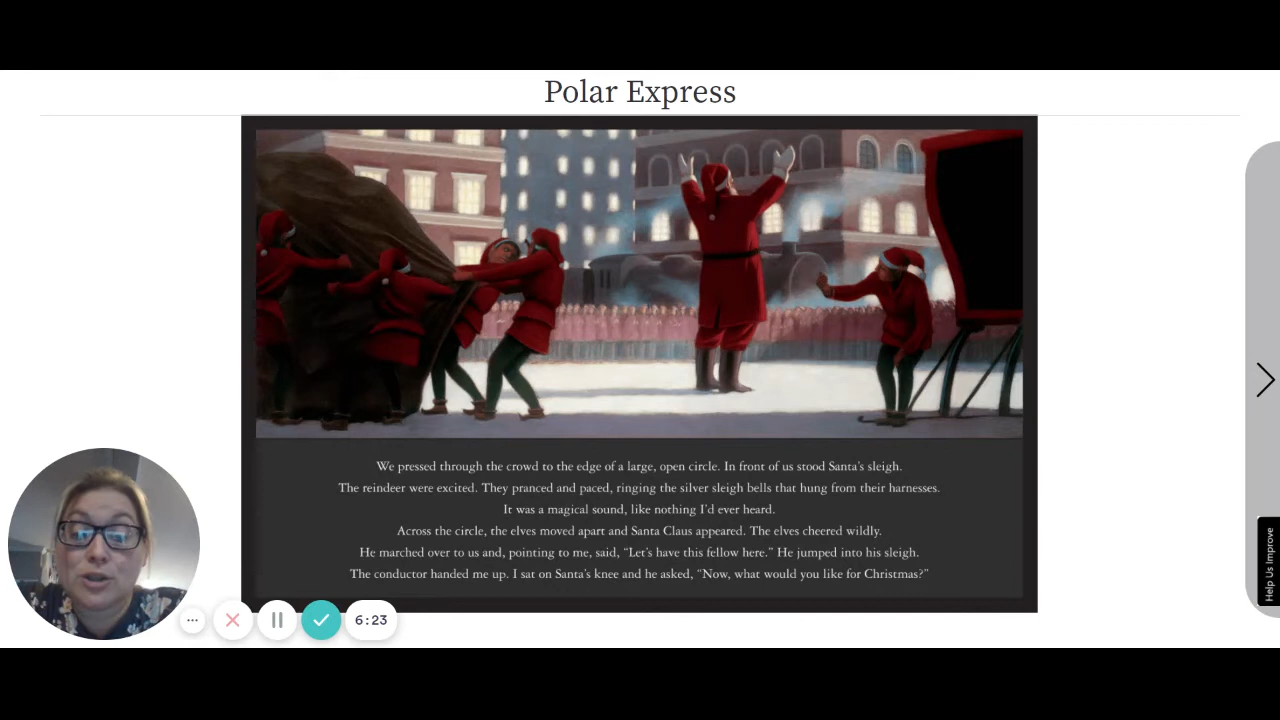 Polar Express
We pressed through the crowd to the edge of a large, open circle. In front of us stood Santa's sleigh.
The reindeer were excited. They pranced and paced, ringing the silver sleigh bells that hung from their harnesses.
It was a magical sound, like nothing I'd ever heard.
Across the circle, the elves moved apart and Santa Claus appeared. The elves cheered wildly.
He marched over to us and, pointing to me, said, “Let's have this fellow here.” He jumped into his sleigh.
The conductor handed me up. I sat on Santa's knee and he asked, “Now, what would you like for Christmas?”
Help Us Improve
6:23